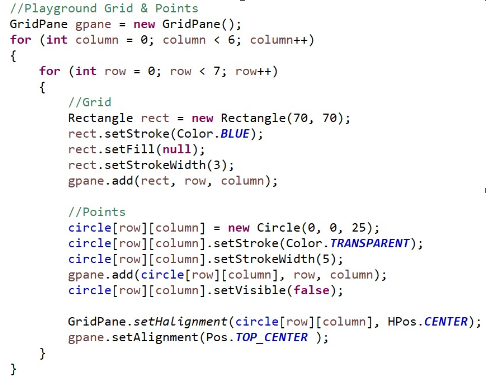 //Playground Grid & Points
GridPane gpane = new GridPane();
for (int column = 0; column < 6; column++)
{
    for (int row = 0; row < 7; row++)
    {
        //Grid
        Rectangle rect = new Rectangle(70, 70);
        rect.setStroke(Color.BLUE);
        rect.setFill(null);
        rect.setStrokeWidth(3);
        gpane.add(rect, row, column);

        //Points
        circle[row][column] = new Circle(0, 0, 25);
        circle[row][column].setStroke(Color.TRANSPARENT);
        circle[row][column].setStrokeWidth(5);
        gpane.add(circle[row][column], row, column);
        circle[row][column].setVisible(false);

        GridPane.setHalignment(circle[row][column], HPos.CENTER);
        gpane.setAlignment(Pos.TOP_CENTER );
    }
}